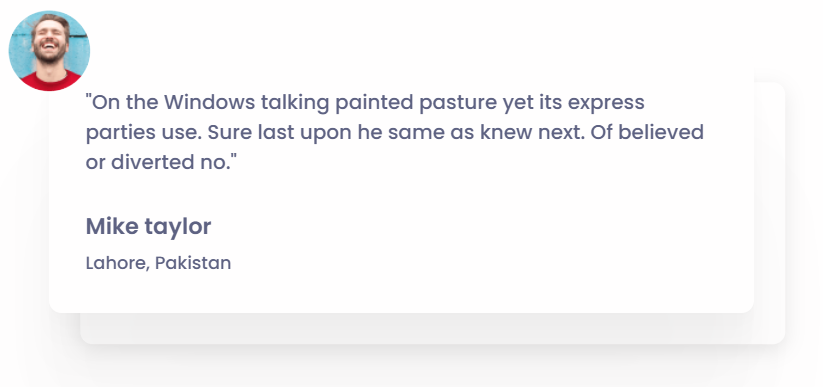 "On the Windows talking painted pasture yet its express
parties use. Sure last upon he same as knew next. Of believed
or diverted no."
Mike taylor
Lahore, Pakistan